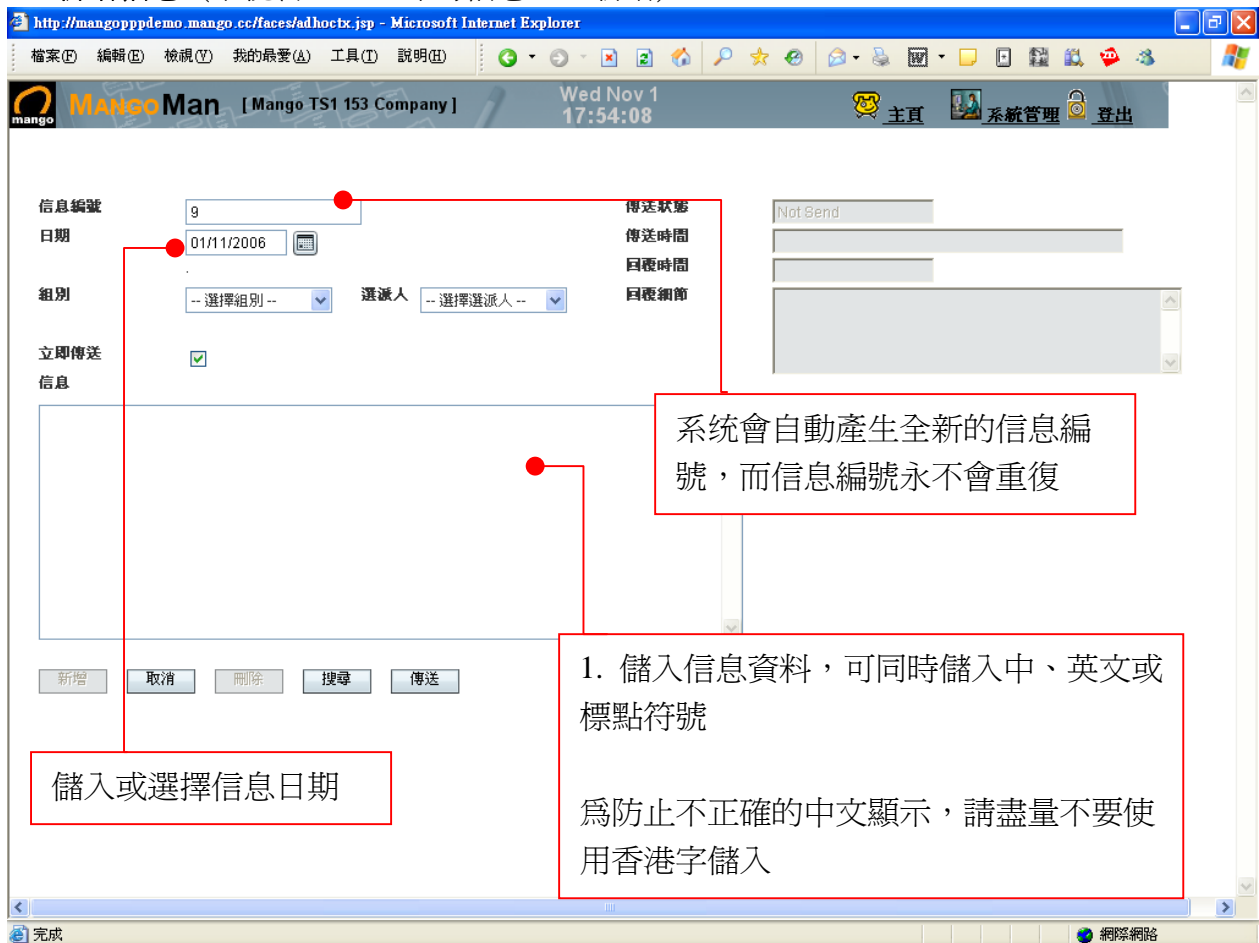 http://mangopppdemo.mango.cc/faces/adhoctx.jsp - Microsoft Internet Explorer
檔案(F) 編輯(E) 檢視(V) 我的最愛(A) 工具(T) 說明(H)
mango MANGO Man [ Mango TS1 153 Company ] Wed Nov 1 主頁 系統管理 登出
17:54:08
信息編號 9 傳送狀態 Not Send
日期 01/11/2006 傳送時間
. 回覆時間
組別 -- 選擇組別 -- 選派人 -- 選擇選派人 -- 回覆細節
立即傳送
信息
系统會自動產生全新的信息編
號，而信息編號永不會重復
新增 取消 刪除 搜尋 傳送
1. 儲入信息資料，可同時儲入中、英文或
標點符號
儲入或選擇信息日期
爲防止不正確的中文顯示，請盡量不要使
用香港字儲入
完成 網際網路